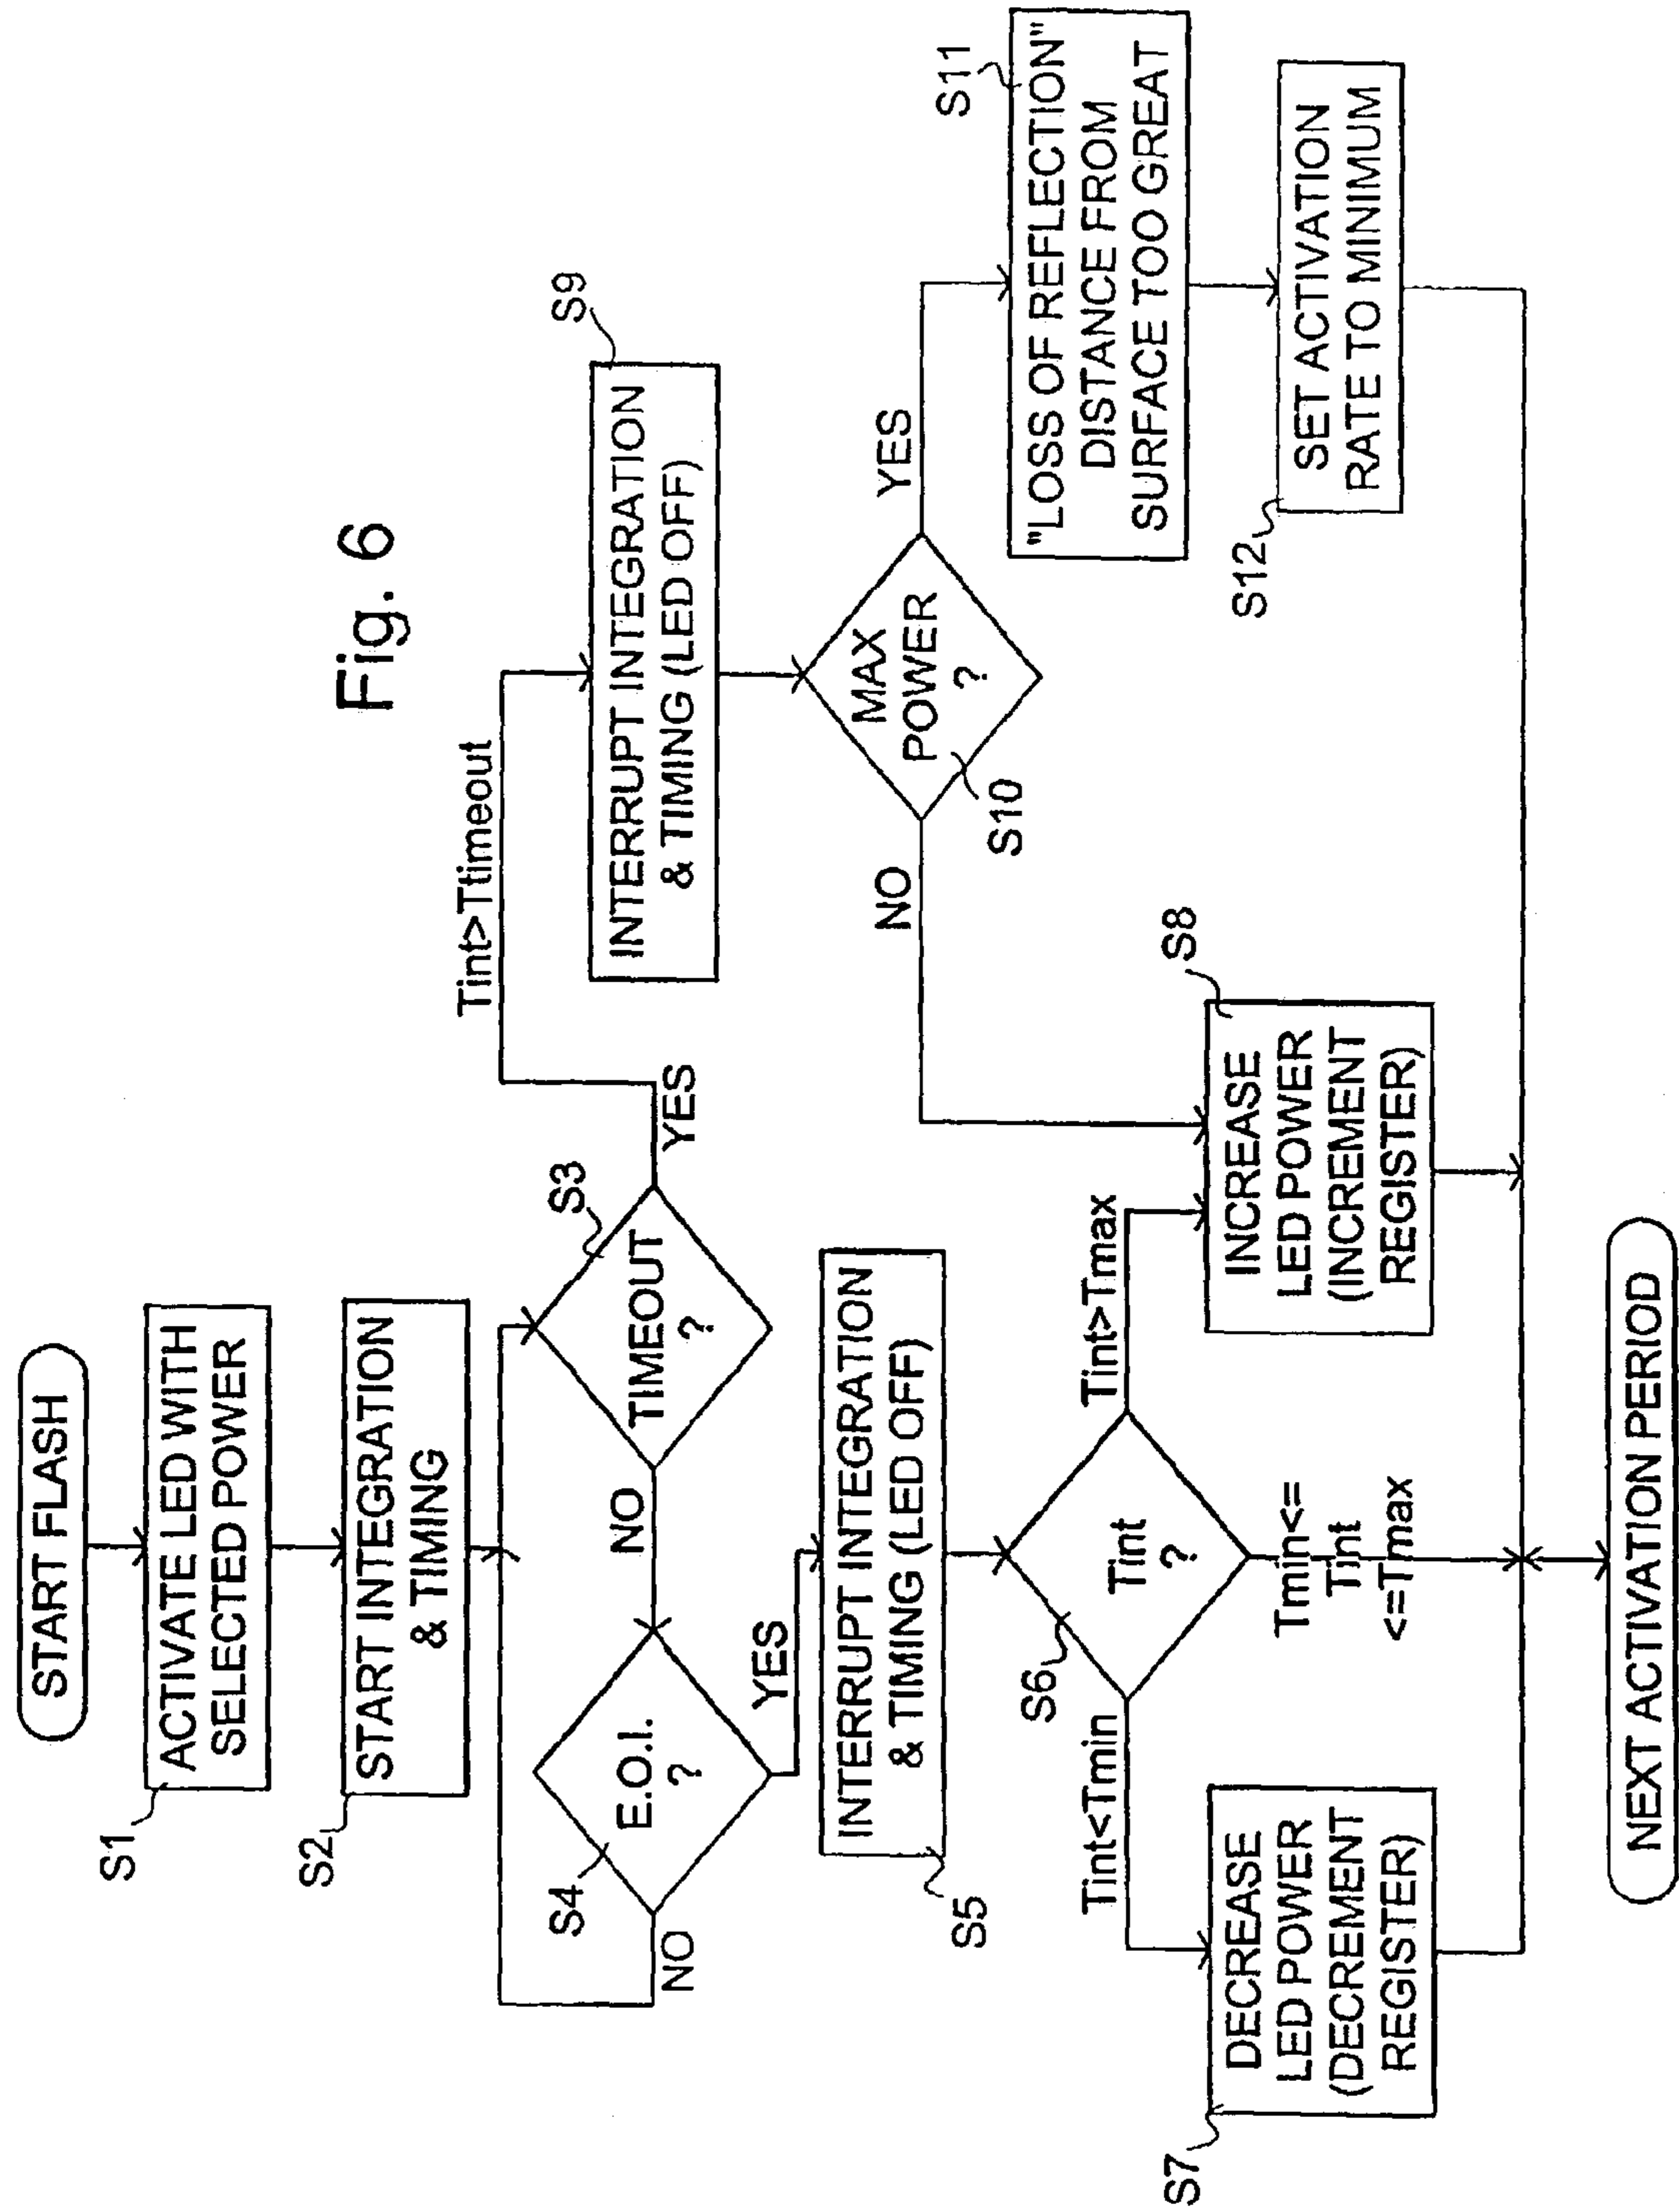 Fig. 6
START FLASH
S1
ACTIVATE LED WITH
SELECTED POWER
S2
START INTEGRATION
& TIMING
S3
TIMEOUT
?
YES
NO
Tint>Ttimeout
S4
E.O.I.
?
NO
YES
S5
INTERRUPT INTEGRATION
& TIMING (LED OFF)
S6
Tint
?
Tint<Tmin
Tmin<=
Tint
<=Tmax
Tint>Tmax
S7
DECREASE
LED POWER
(DECREMENT
REGISTER)
S8
INCREASE
LED POWER
(INCREMENT
REGISTER)
S9
INTERRUPT INTEGRATION
& TIMING (LED OFF)
S10
MAX
POWER
?
NO
YES
S11
"LOSS OF REFLECTION"
DISTANCE FROM
SURFACE TOO GREAT
S12
SET ACTIVATION
RATE TO MINIMUM
NEXT ACTIVATION PERIOD